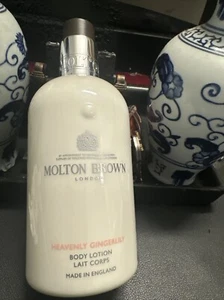 MOLTON BROWN
LONDON
HEAVENLY GINGERLILY
BODY LOTION
LAIT CORPS
MADE IN ENGLAND